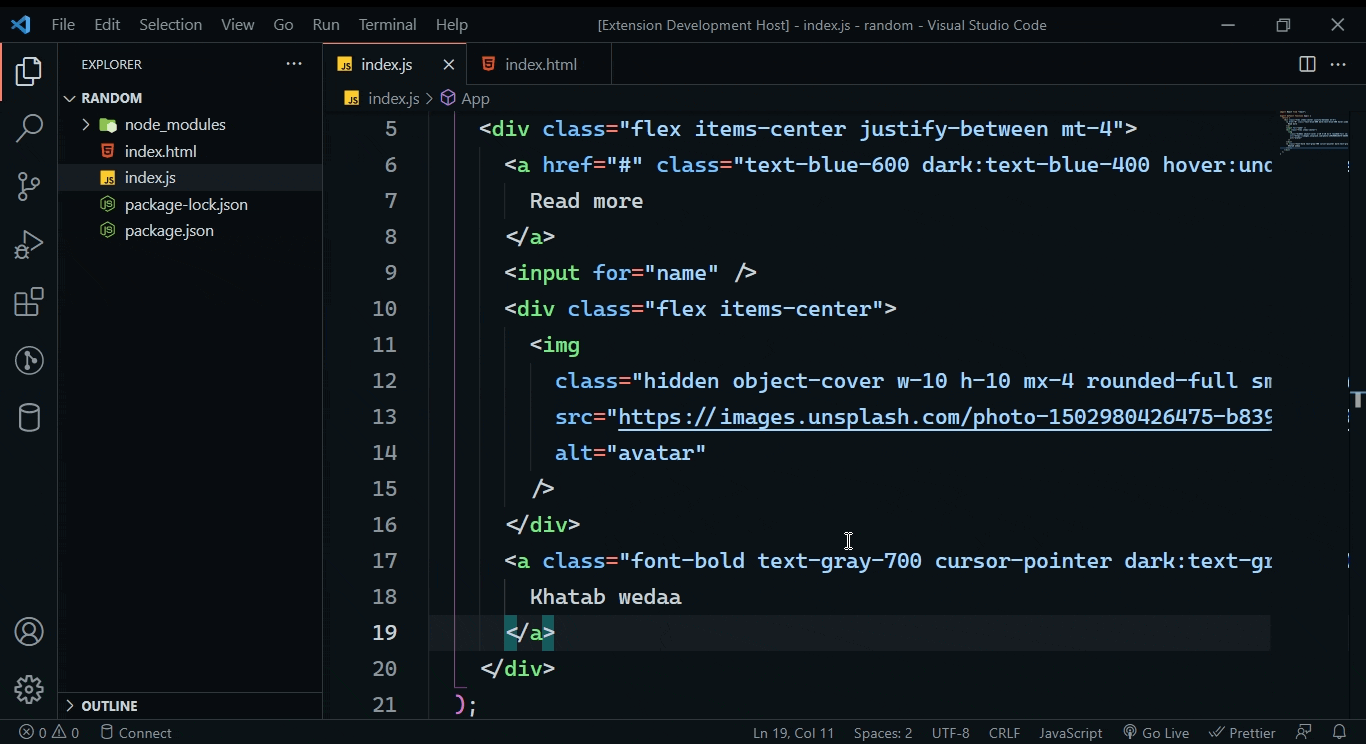 File Edit Selection View Go Run Terminal Help [Extension Development Host] - index.js - random - Visual Studio Code
EXPLORER
JS index.js index.html
RANDOM
JS index.js > App
node_modules
index.html
JS index.js
package-lock.json
package.json
5 <div class="flex items-center justify-between mt-4">
6 <a href="#" class="text-blue-600 dark:text-blue-400 hover:und
7 Read more
8 </a>
9 <input for="name" />
10 <div class="flex items-center">
11 <img
12 class="hidden object-cover w-10 h-10 mx-4 rounded-full sm
13 src="https://images.unsplash.com/photo-1502980426475-b839
14 alt="avatar"
15 />
16 </div>
17 <a class="font-bold text-gray-700 cursor-pointer dark:text-gr
18 Khatab wedaa
19 </a>
20 </div>
21 );
OUTLINE
0 0 Connect Ln 19, Col 11 Spaces: 2 UTF-8 CRLF JavaScript Go Live Prettier